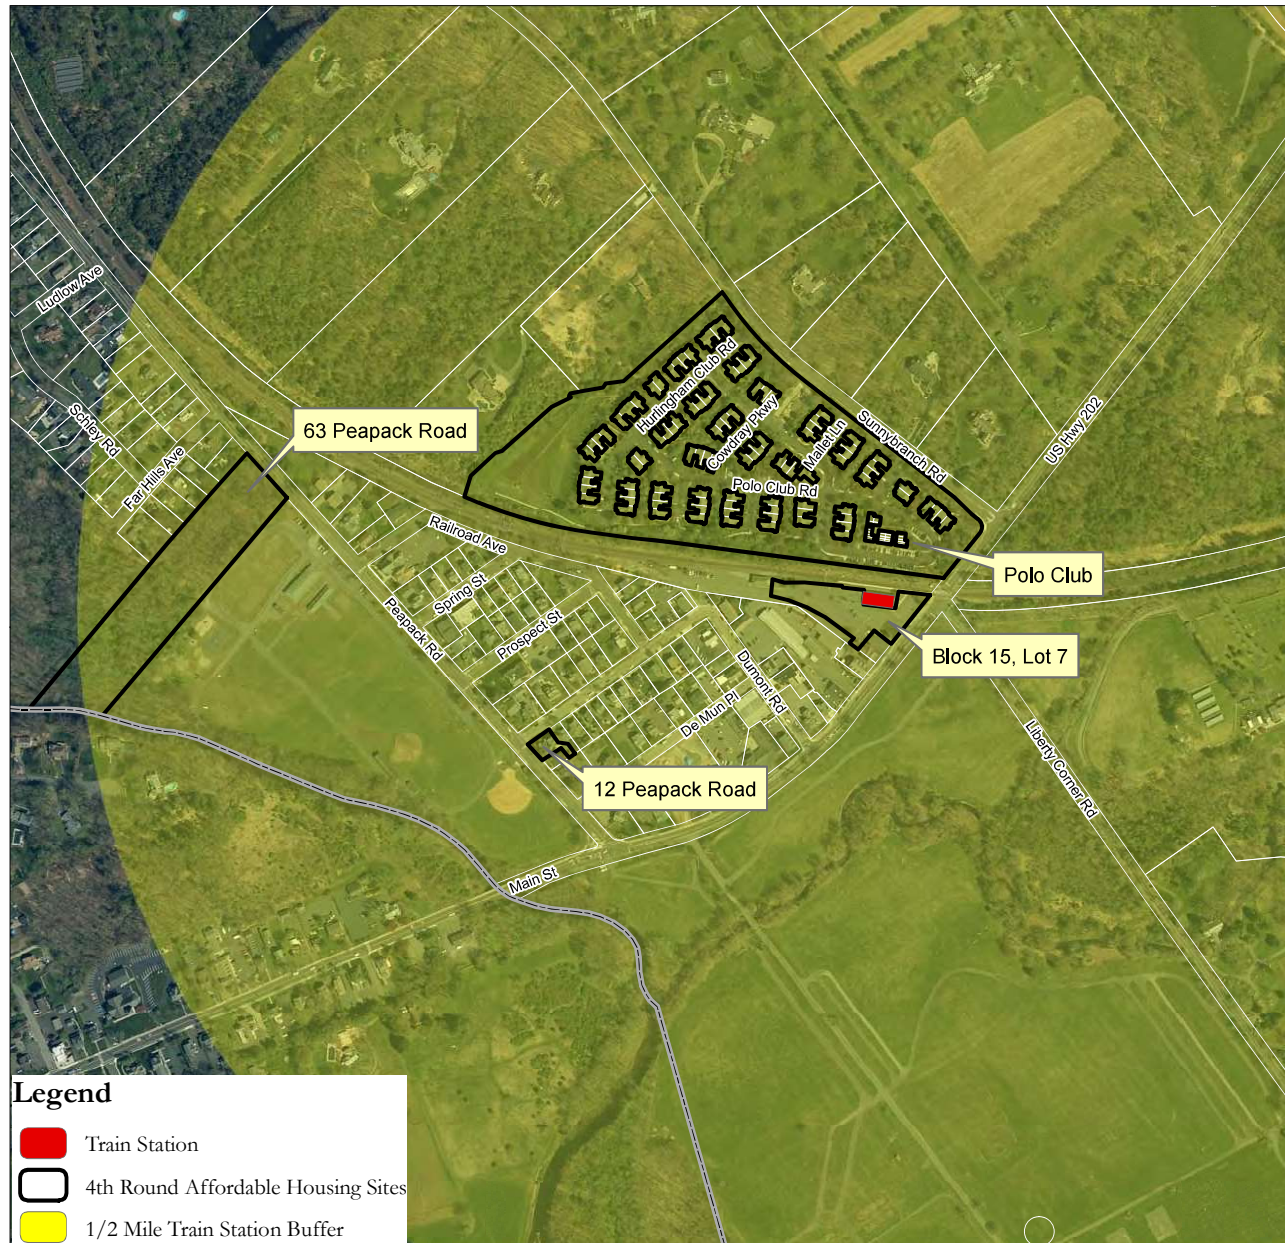 Ludlow Ave
Schley Rd
Far Hills Ave
63 Peapack Road
Hurlingham Club Rd
Cowdray Pkwy
Mallet Ln
Sunnybranch Rd
US Hwy 202
Polo Club Rd
Railroad Ave
Polo Club
Spring St
Peapack Rd
Prospect St
Block 15, Lot 7
Dumont Rd
De Mun Pl
Liberty Corner Rd
12 Peapack Road
Main St
Legend
Train Station
4th Round Affordable Housing Sites
1/2 Mile Train Station Buffer